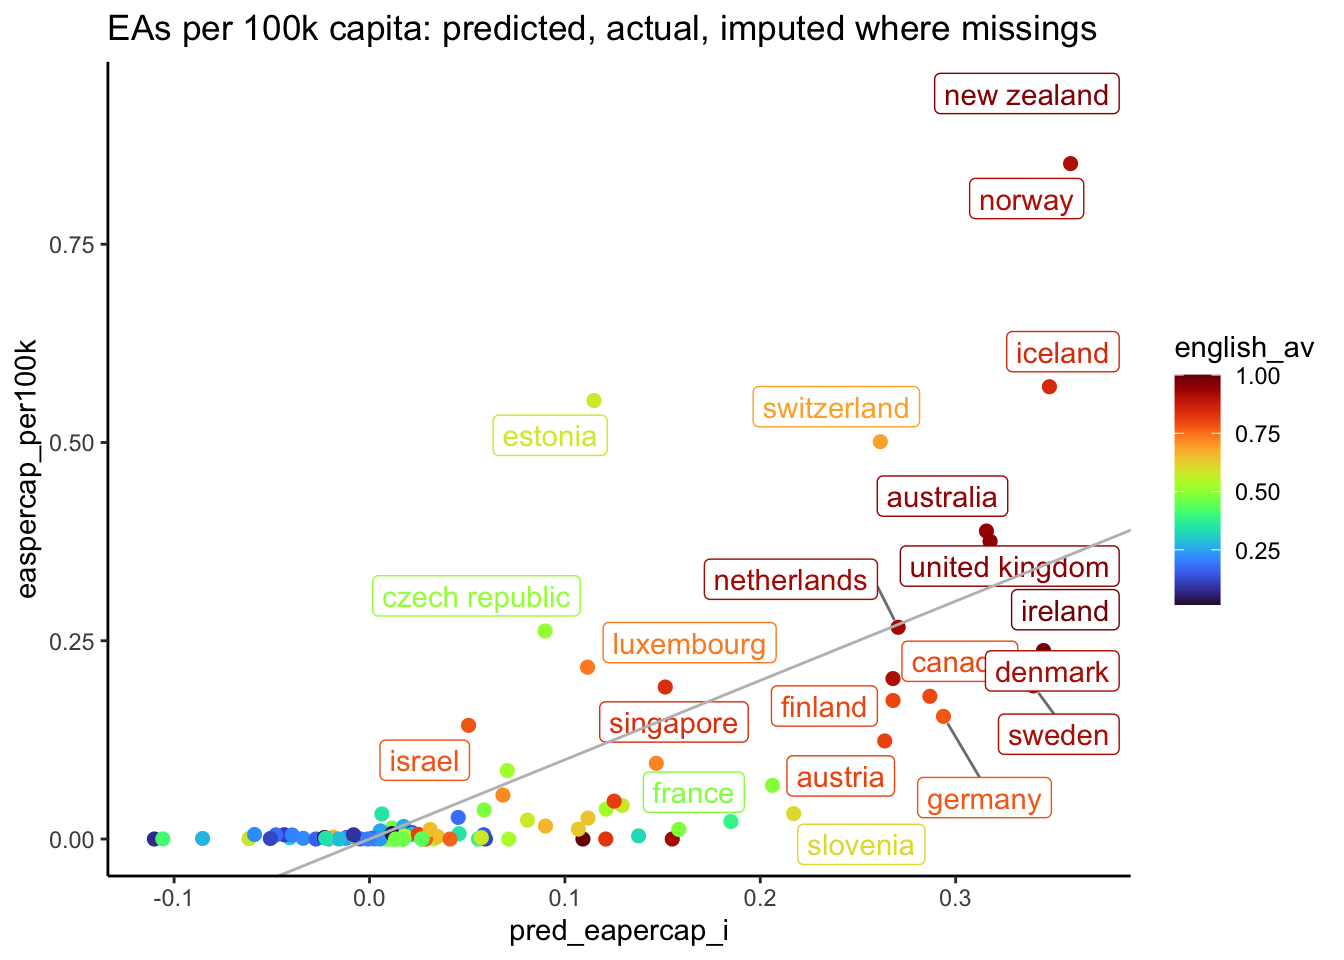 EAs per 100k capita: predicted, actual, imputed where missings
new zealand
norway
0.75
iceland
english_av
1.00
switzerland
estonia
0.50
0.75
australia
0.50
easpercap_per100k
united kingdom
0.25
netherlands
czech republic
ireland
luxembourg
0.25
canad
denmark
finland
singapore
sweden
israel
austria
france
germany
0.00
slovenia
-0.1
0.0
0.1
0.2
0.3
pred_eapercap_i